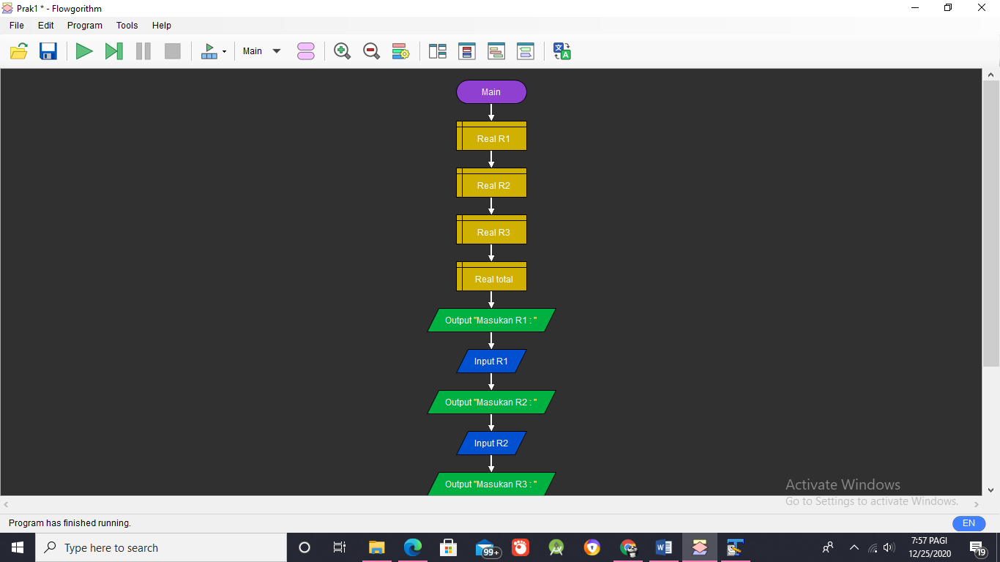 Prak1 * - Flowgorithm
File Edit Program Tools Help
Main
Main
Real R1
Real R2
Real R3
Real total
Output "Masukan R1 : "
Input R1
Output "Masukan R2 : "
Input R2
Output "Masukan R3 : "
Activate Windows
Go to Settings to activate Windows.
Program has finished running.
EN
Type here to search
99+
7:57 PAGI
12/25/2020
19